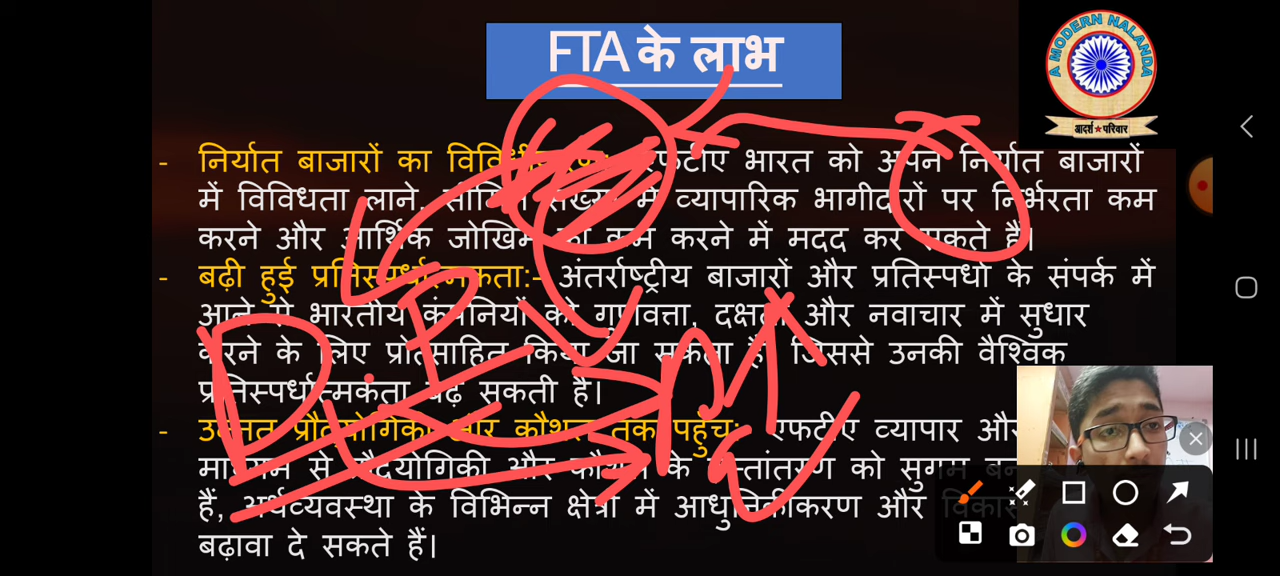 FTA के लाभ
A MODERN NALANDA
आदर्श ★ परिवार
- निर्यात बाजारों का एफटीए भारत को अपने निर्यात बाजारों
में विविधता लाने, सीमित संख्या में व्यापारिक भागीदारों पर निर्भरता कम
करने और आर्थिक जोखिम को कम करने में मदद कर सकते हैं।
- बढ़ी हुई प्रतिस्पर्धात्मकता:- अंतर्राष्ट्रीय बाजारों और प्रतिस्पर्धा के संपर्क में
आने से भारतीय कंपनियों को गुणवत्ता, दक्षता और नवाचार में सुधार
करने के लिए प्रोत्साहित किया जा सकता है जिससे उनकी वैश्विक
प्रतिस्पर्धात्मकता बढ़ सकती है।
- उन्नत प्रौद्योगिकी और कौशल तक पहुंच:- एफटीए व्यापार और
माध्यम से प्रौद्योगिकी और कौशल के हस्तांतरण को सुगम
हैं, अर्थव्यवस्था के विभिन्न क्षेत्रों में आधुनिकीकरण और विकास
बढ़ावा दे सकते हैं।